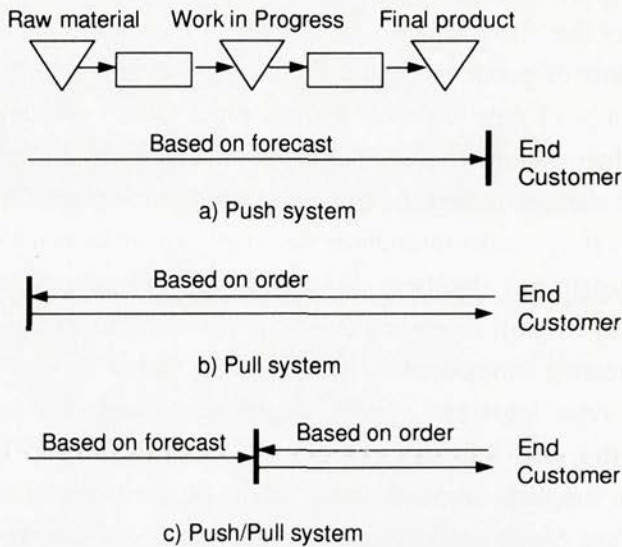 Raw material Work in Progress Final product
Based on forecast
End
Customer
a) Push system
Based on order
End
Customer
b) Pull system
Based on forecast
Based on order
End
Customer
c) Push/Pull system